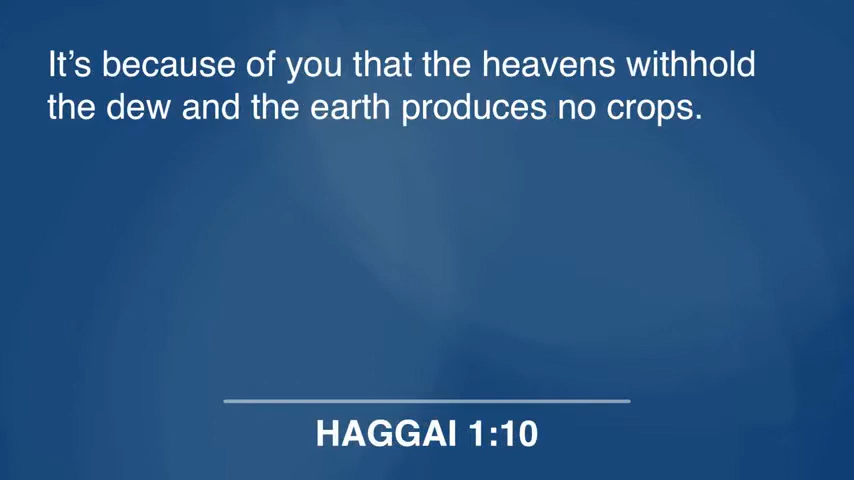 It’s because of you that the heavens withhold
the dew and the earth produces no crops.
HAGGAI 1:10